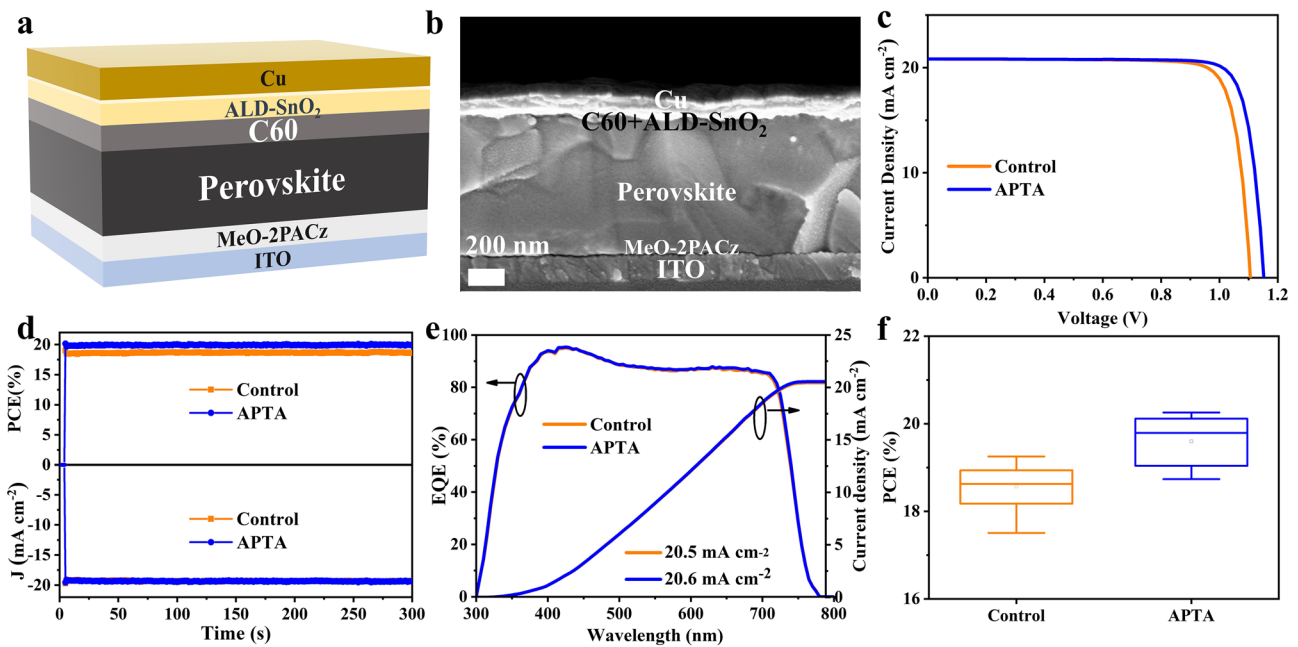 a
Cu
ALD-SnO₂
C60
Perovskite
MeO-2PACz
ITO
b
Cu
C60+ALD-SnO₂
Perovskite
200 nm
MeO-2PACz
ITO
c
Current Density (mA cm⁻²)
20
10
0
Control
APTA
0.0
0.2
0.4
0.6
0.8
1.0
1.2
Voltage (V)
d
PCE(%)
20
15
10
5
0
Control
APTA
J (mA cm⁻²)
-5
-10
-15
-20
Control
APTA
0
50
100
150
200
250
300
Time (s)
e
EQE (%)
100
80
60
40
20
0
Control
APTA
20.5 mA cm⁻²
20.6 mA cm⁻²
25
20
15
10
5
0
Current density (mA cm⁻²)
300
400
500
600
700
800
Wavelength (nm)
f
PCE (%)
22
20
18
16
Control
APTA